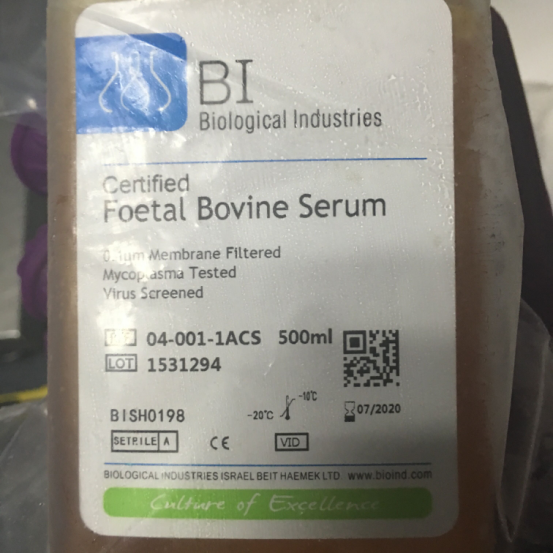 BI
Biological Industries
Certified
Foetal Bovine Serum
0.1µm Membrane Filtered
Mycoplasma Tested
Virus Screened
04-001-1ACS 500ml
LOT 1531294
BISH0198
-20℃ -10℃
07/2020
SETRILE A
CE
VID
BIOLOGICAL INDUSTRIES ISRAEL BEIT HAEMEK LTD. www.bioind.com
Culture of Excellence